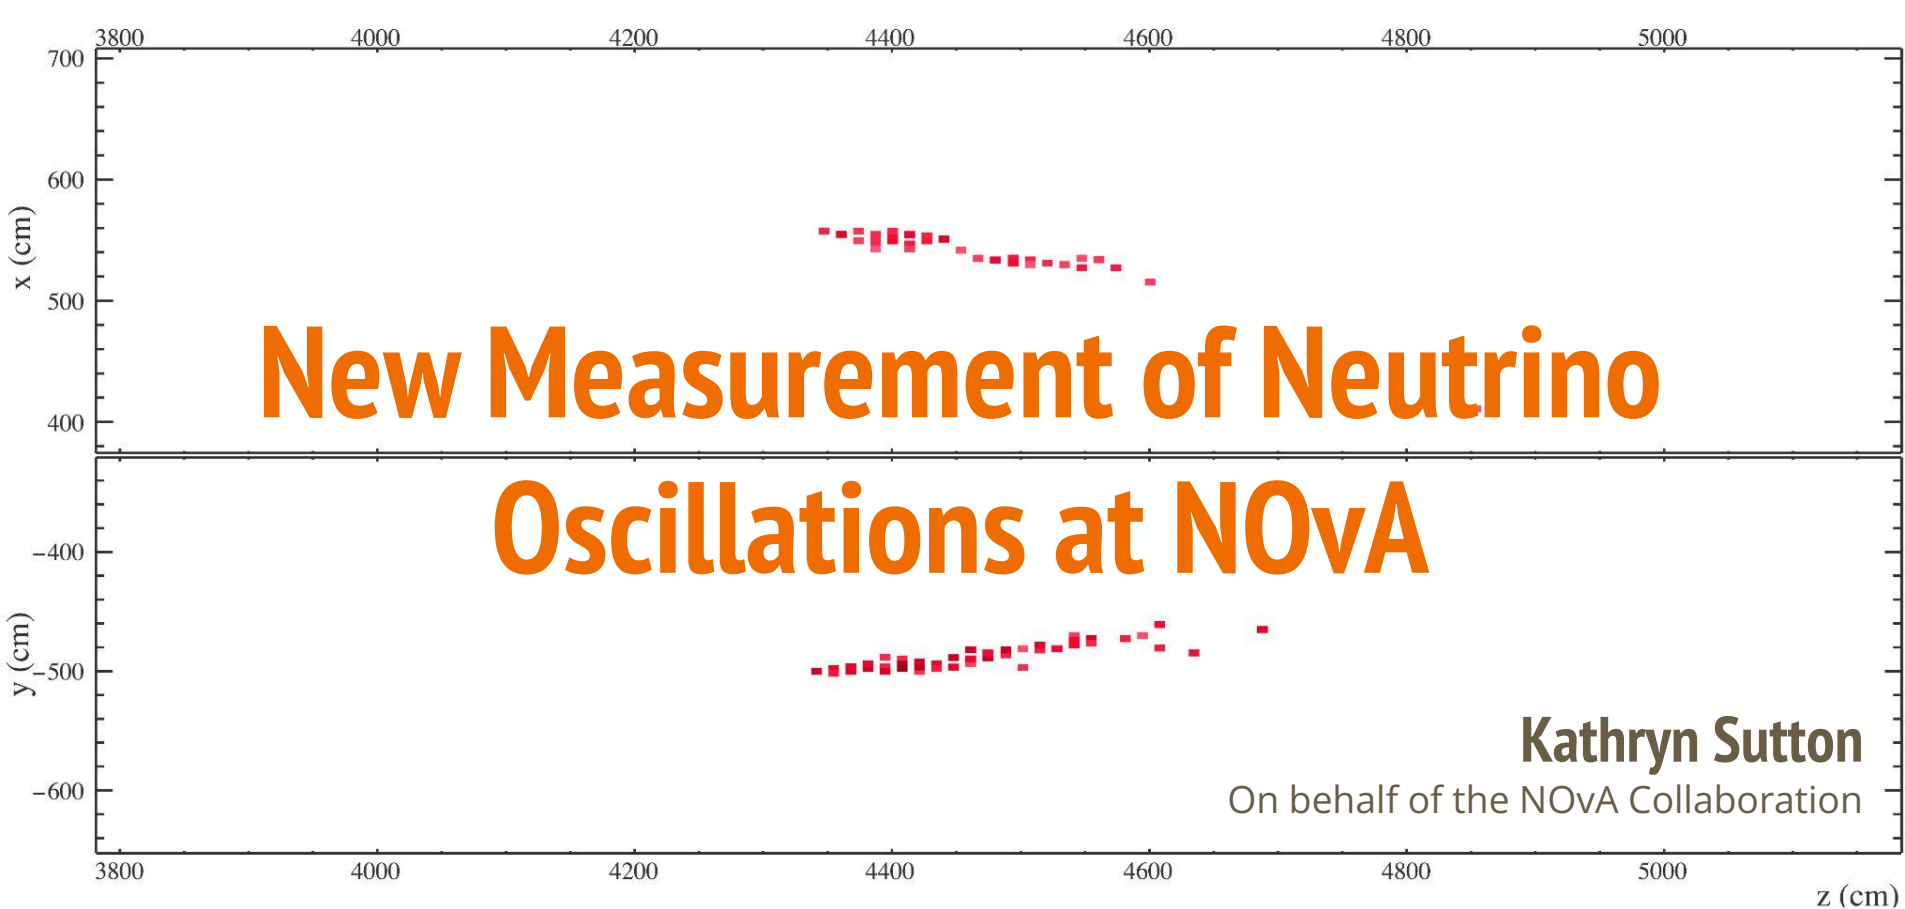 3800 4000 4200 4400 4600 4800 5000
700
600
x (cm)
500
New Measurement of Neutrino
400
Oscillations at NOvA
−400
y (cm)
−500
Kathryn Sutton
−600
On behalf of the NOvA Collaboration
3800 4000 4200 4400 4600 4800 5000
z (cm)